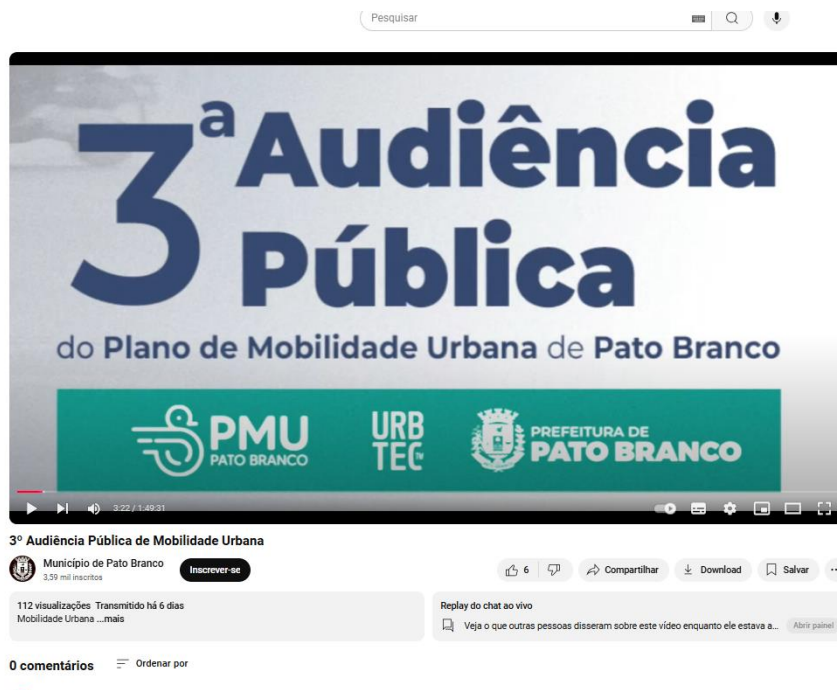 Pesquisar
3ª Audiência
Pública
do Plano de Mobilidade Urbana de Pato Branco
PMU
PATO BRANCO
URB
TEC™
PREFEITURA DE
PATO BRANCO
3:22 / 1:49:31
3º Audiência Pública de Mobilidade Urbana
Município de Pato Branco
3,59 mil inscritos
Inscrever-se
6
Compartilhar
Download
Salvar
...
112 visualizações Transmitido há 6 dias
Mobilidade Urbana ...mais
Replay do chat ao vivo
Veja o que outras pessoas disseram sobre este vídeo enquanto ele estava a...
Abrir painel
0 comentários
Ordenar por